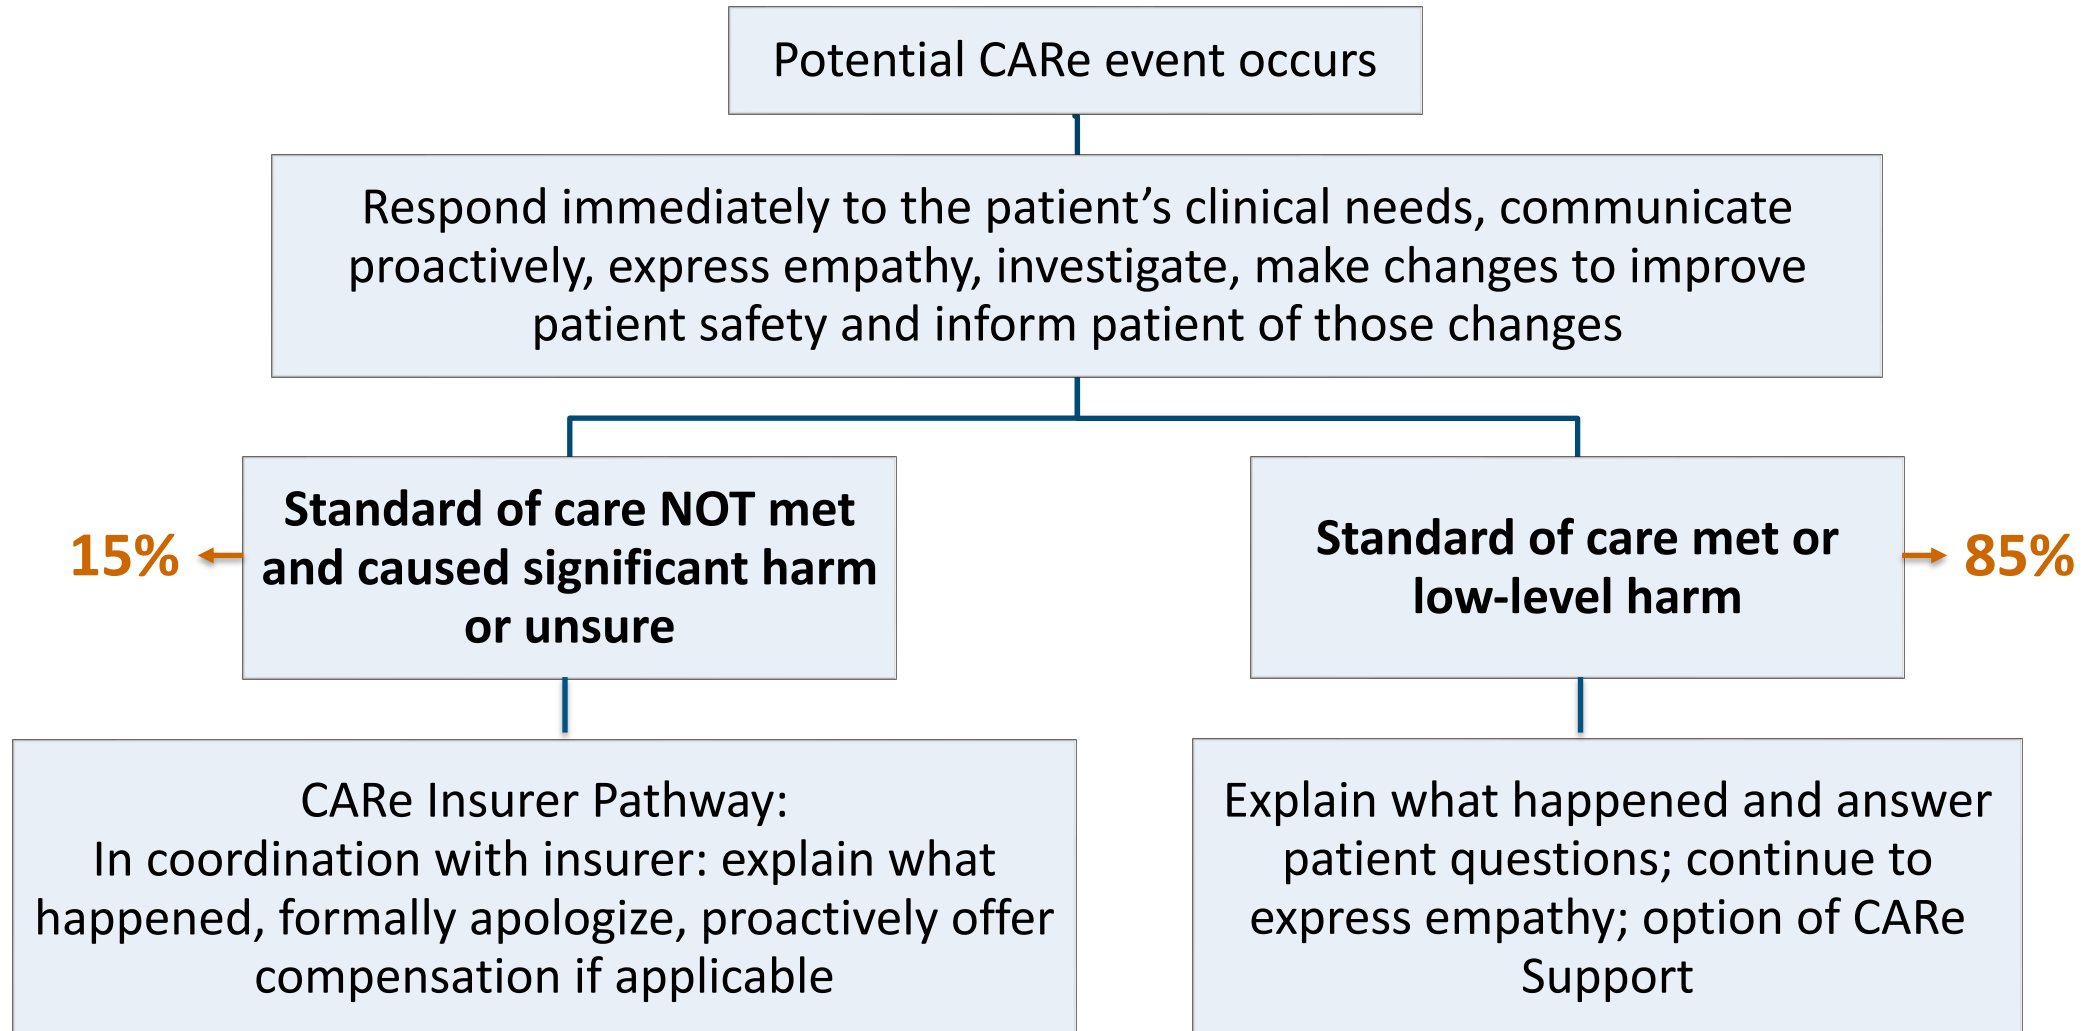 Potential CARe event occurs
Respond immediately to the patient’s clinical needs, communicate
proactively, express empathy, investigate, make changes to improve
patient safety and inform patient of those changes
15%
Standard of care NOT met
and caused significant harm
or unsure
Standard of care met or
low-level harm
85%
CARe Insurer Pathway:
In coordination with insurer: explain what
happened, formally apologize, proactively offer
compensation if applicable
Explain what happened and answer
patient questions; continue to
express empathy; option of CARe
Support